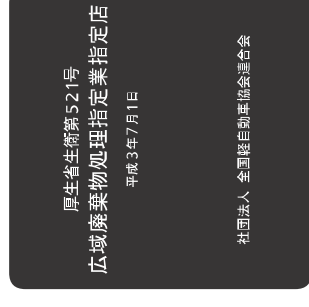 厚生省生衛第521号
広域廃棄物処理指定業指定店
平成3年7月1日
社団法人 全国軽自動車協会連合会